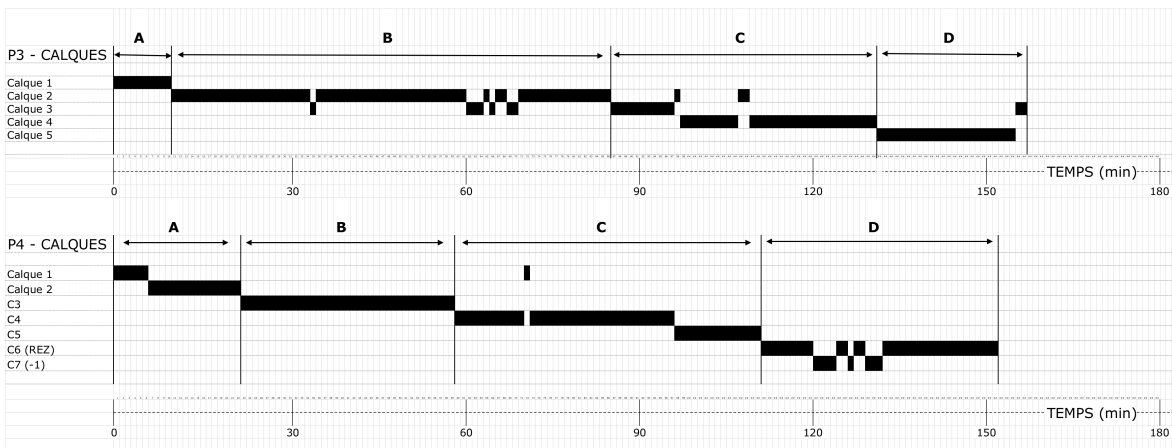 A B C D
P3 - CALQUES
Calque 1
Calque 2
Calque 3
Calque 4
Calque 5
TEMPS (min)
0 30 60 90 120 150 180
A B C D
P4 - CALQUES
Calque 1
Calque 2
C3
C4
C5
C6 (REZ)
C7 (-1)
TEMPS (min)
0 30 60 90 120 150 180